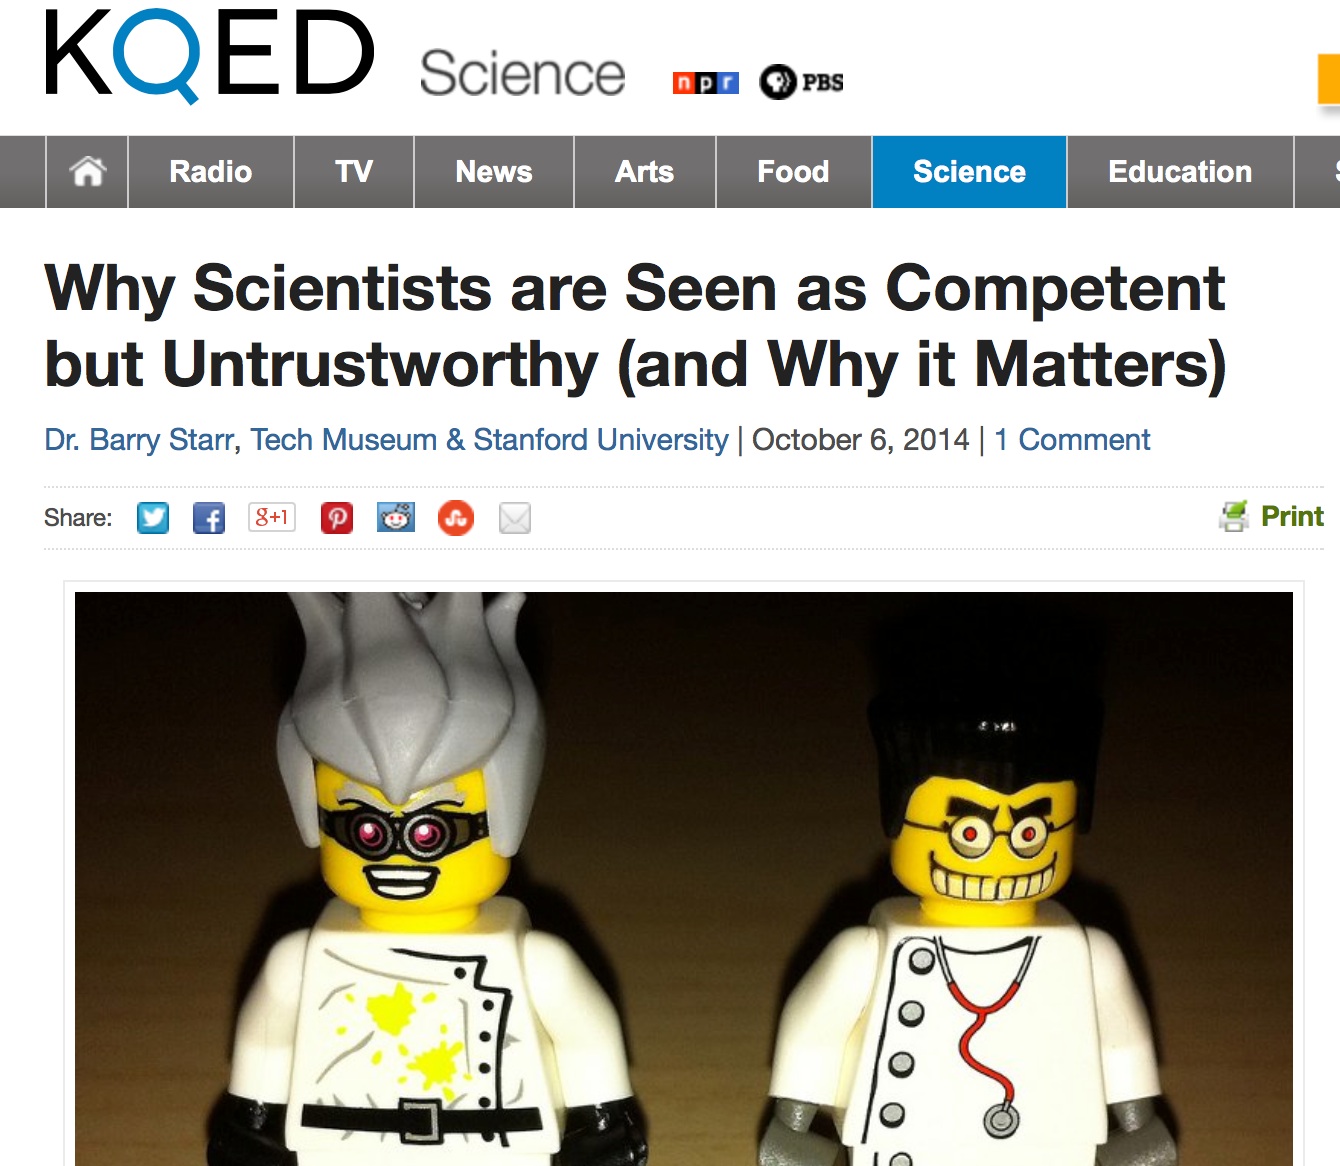 KQED Science npr PBS
Radio TV News Arts Food Science Education
Why Scientists are Seen as Competent
but Untrustworthy (and Why it Matters)
Dr. Barry Starr, Tech Museum & Stanford University | October 6, 2014 | 1 Comment
Share: g+1 Print